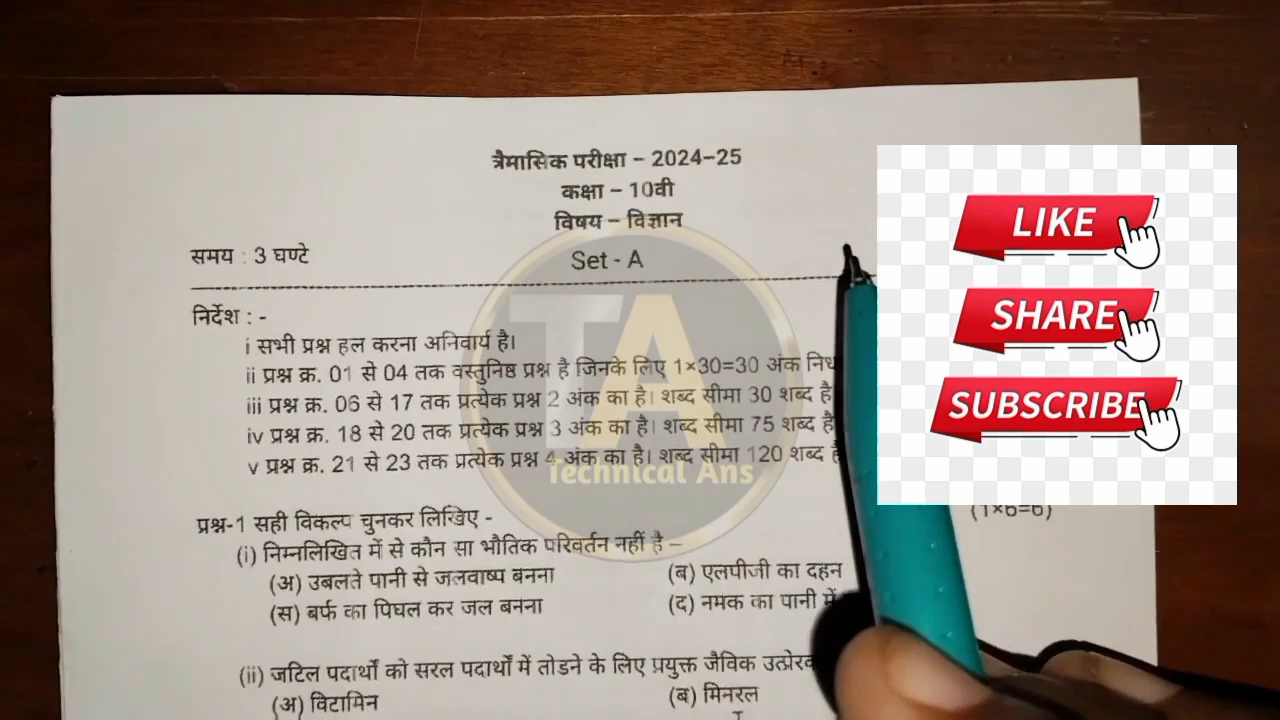 त्रैमासिक परीक्षा – 2024–25
कक्षा – 10वी
विषय – विज्ञान
समय : 3 घण्टे
Set - A
निर्देश : -
i सभी प्रश्न हल करना अनिवार्य है।
ii प्रश्न क्र. 01 से 04 तक वस्तुनिष्ठ प्रश्न है जिनके लिए 1×30=30 अंक
iii प्रश्न क्र. 06 से 17 तक प्रत्येक प्रश्न 2 अंक का है। शब्द सीमा 30 शब्द है
iv प्रश्न क्र. 18 से 20 तक प्रत्येक प्रश्न 3 अंक का है। शब्द सीमा 75 शब्द है
v प्रश्न क्र. 21 से 23 तक प्रत्येक प्रश्न 4 अंक का है। शब्द सीमा 120 शब्द
TA
Technical Ans
LIKE
SHARE
SUBSCRIBE
प्रश्न-1 सही विकल्प चुनकर लिखिए - (1×6=6)
(i) निम्नलिखित में से कौन सा भौतिक परिवर्तन नहीं है –
(अ) उबलते पानी से जलवाष्प बनना (ब) एलपीजी का दहन
(स) बर्फ का पिघल कर जल बनना (द) नमक का पानी में
(ii) जटिल पदार्थों को सरल पदार्थों में तोडने के लिए प्रयुक्त जैविक
(अ) विटामिन (ब) मिनरल